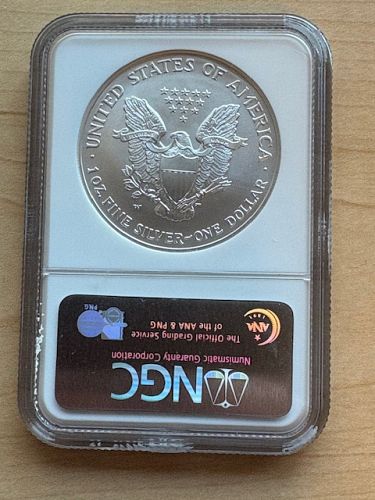 UNITED STATES OF AMERICA
1 OZ. FINE SILVER~ONE DOLLAR
NGC
Numismatic Guaranty Corporation
The Official Grading Service
of the ANA & PNG
ANA
1891
PNG